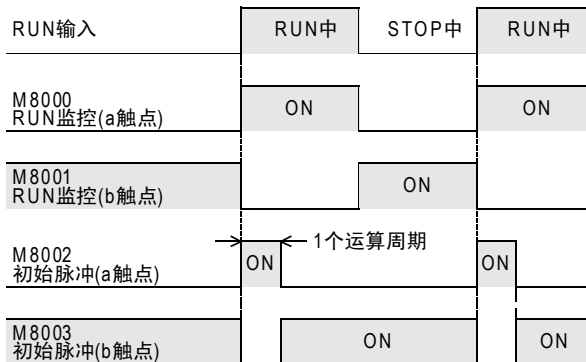 RUN输入
RUN中
STOP中
RUN中
M8000
RUN监控(a触点)
ON
ON
M8001
RUN监控(b触点)
ON
M8002
初始脉冲(a触点)
ON
1个运算周期
ON
M8003
初始脉冲(b触点)
ON
ON